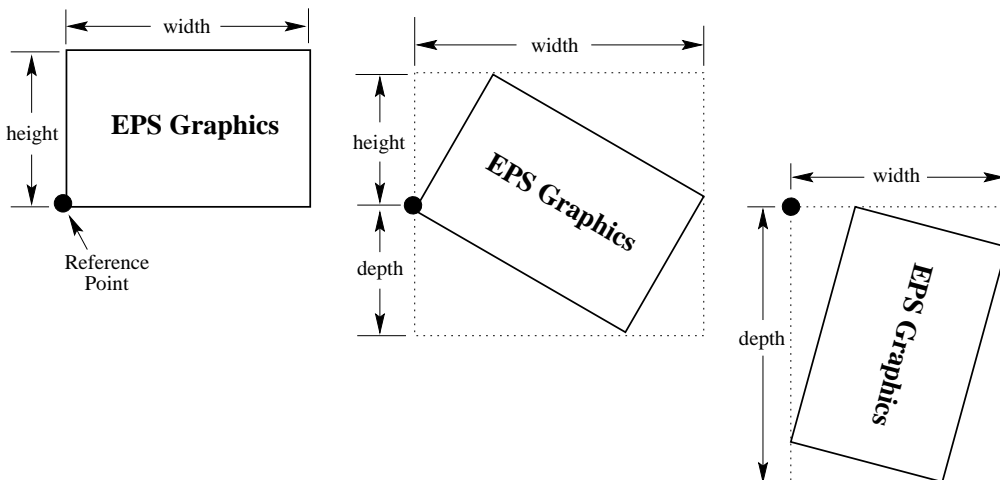 width
height
EPS Graphics
Reference
Point
width
height
depth
EPS Graphics
width
depth
EPS Graphics